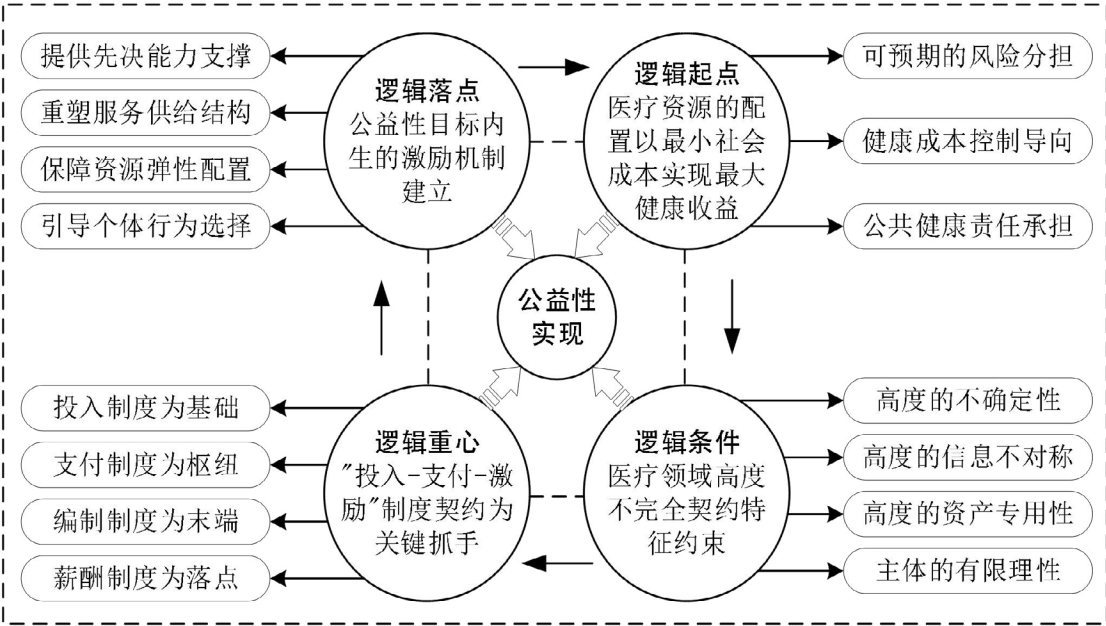 提供先决能力支撑
重塑服务供给结构
保障资源弹性配置
引导个体行为选择
逻辑落点
公益性目标内
生的激励机制
建立
逻辑起点
医疗资源的配
置以最小社会
成本实现最大
健康收益
可预期的风险分担
健康成本控制导向
公共健康责任承担
公益性
实现
投入制度为基础
支付制度为枢纽
编制制度为末端
薪酬制度为落点
逻辑重心
"投入-支付-激
励"制度契约为
关键抓手
逻辑条件
医疗领域高度
不完全契约特
征约束
高度的不确定性
高度的信息不对称
高度的资产专用性
主体的有限理性